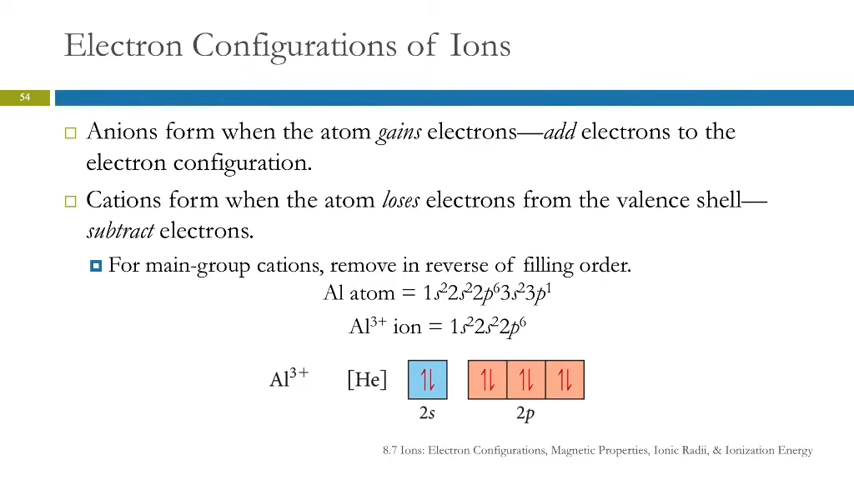 Electron Configurations of Ions
54
Anions form when the atom gains electrons—add electrons to the
electron configuration.
Cations form when the atom loses electrons from the valence shell—
subtract electrons.
For main-group cations, remove in reverse of filling order.
Al atom = 1s²2s²2p⁶3s²3p¹
Al³⁺ ion = 1s²2s²2p⁶
Al³⁺ [He] ⥮ ⥮ ⥮ ⥮
2s 2p
8.7 Ions: Electron Configurations, Magnetic Properties, Ionic Radii, & Ionization Energy